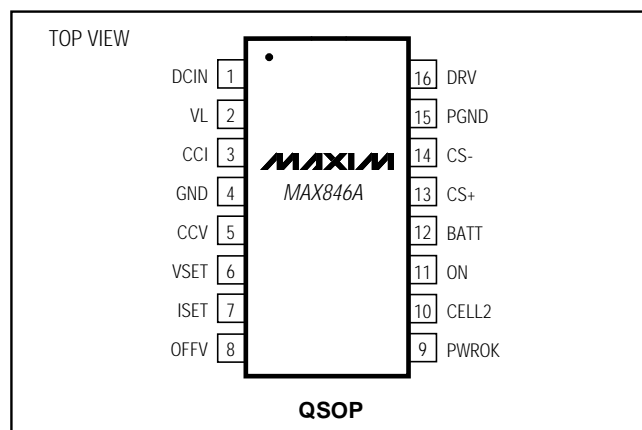 TOP VIEW
DCIN 1
VL 2
CCI 3
GND 4
CCV 5
VSET 6
ISET 7
OFFV 8
MAXIM
MAX846A
16 DRV
15 PGND
14 CS-
13 CS+
12 BATT
11 ON
10 CELL2
9 PWROK
QSOP